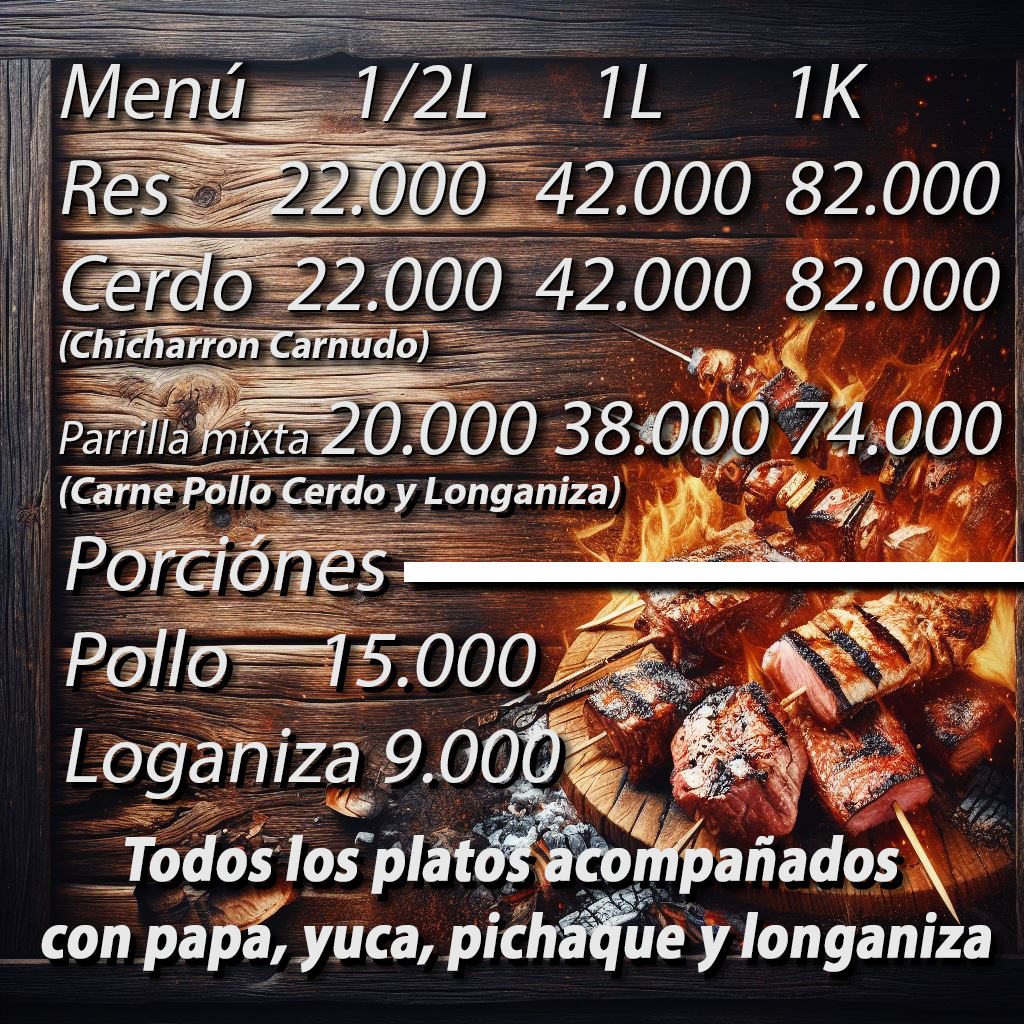 Menú 1/2L 1L 1K
Res 22.000 42.000 82.000
Cerdo 22.000 42.000 82.000
(Chicharron Carnudo)
Parrilla mixta 20.000 38.000 74.000
(Carne Pollo Cerdo y Longaniza)
Porciónes
Pollo 15.000
Loganiza 9.000
Todos los platos acompañados
con papa, yuca, pichaque y longaniza